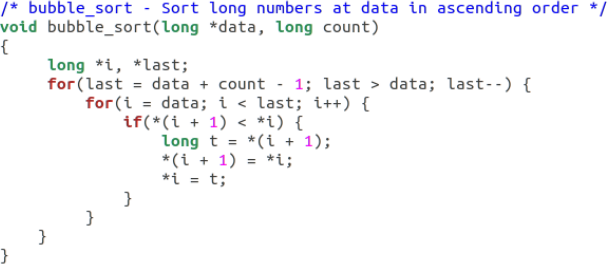 /* bubble_sort - Sort long numbers at data in ascending order */
void bubble_sort(long *data, long count)
{
     long *i, *last;
     for(last = data + count - 1; last > data; last--) {
         for(i = data; i < last; i++) {
             if(*(i + 1) < *i) {
                 long t = *(i + 1);
                 *(i + 1) = *i;
                 *i = t;
             }
         }
    }
}